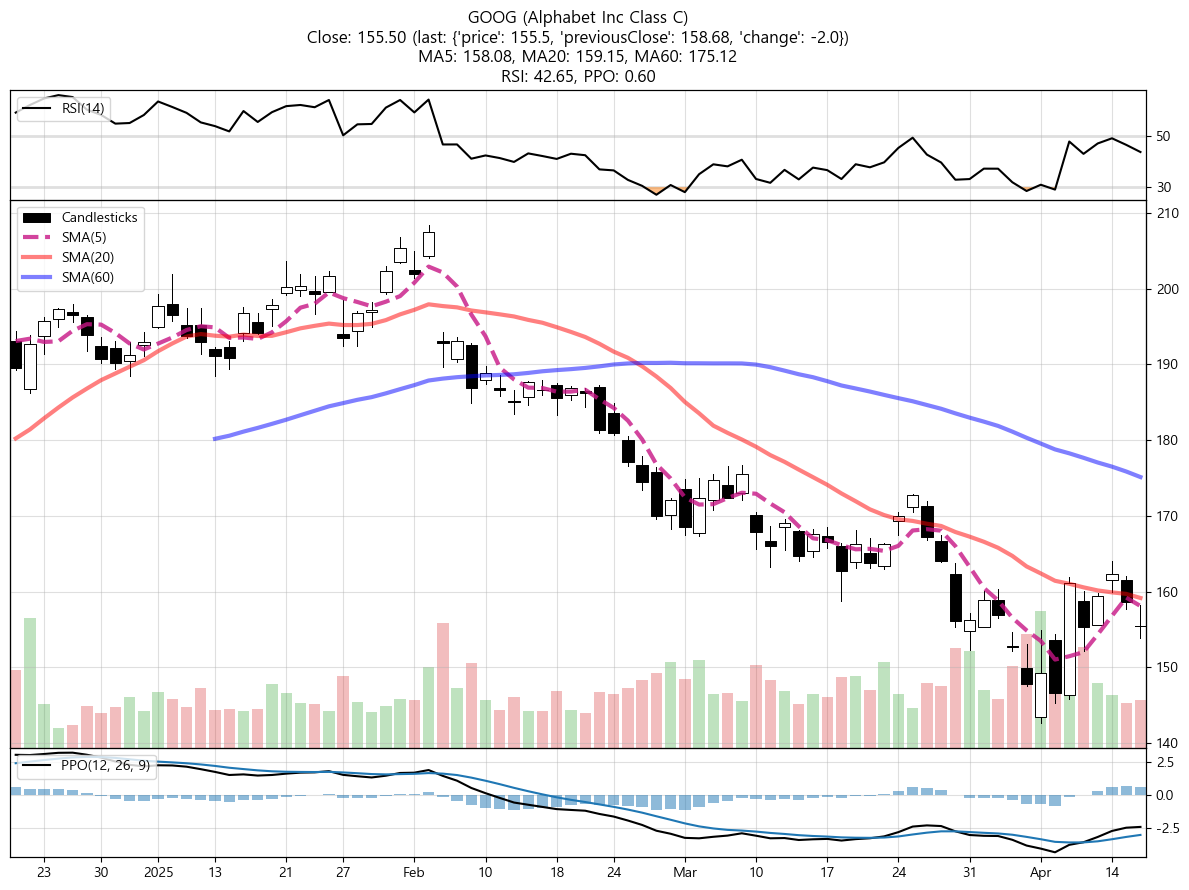 GOOG (Alphabet Inc Class C)
Close: 155.50 (last: {'price': 155.5, 'previousClose': 158.68, 'change': -2.0})
MA5: 158.08, MA20: 159.15, MA60: 175.12
RSI: 42.65, PPO: 0.60
RSI(14)
50
30
Candlesticks
SMA(5)
SMA(20)
SMA(60)
210
200
190
180
170
160
150
140
PPO(12, 26, 9)
2.5
0.0
−2.5
23 30 2025 13 21 27 Feb 10 18 24 Mar 10 17 24 31 Apr 14